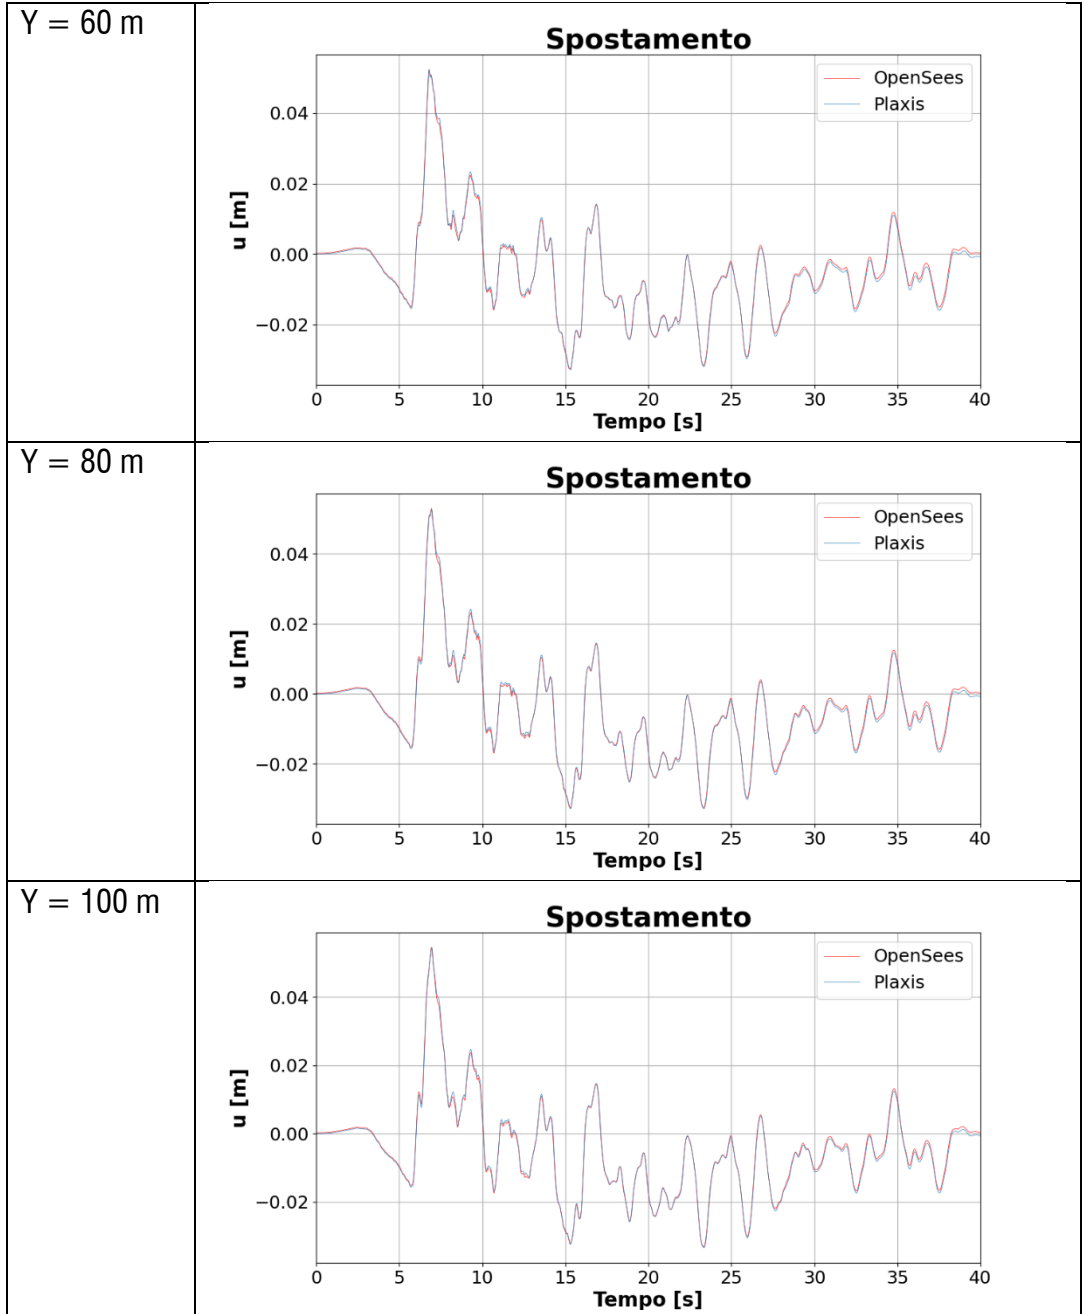 Y = 60 m
Spostamento
OpenSees
Plaxis
u [m]
0.04
0.02
0.00
−0.02
0 5 10 15 20 25 30 35 40
Tempo [s]
Y = 80 m
Spostamento
OpenSees
Plaxis
u [m]
0.04
0.02
0.00
−0.02
0 5 10 15 20 25 30 35 40
Tempo [s]
Y = 100 m
Spostamento
OpenSees
Plaxis
u [m]
0.04
0.02
0.00
−0.02
0 5 10 15 20 25 30 35 40
Tempo [s]